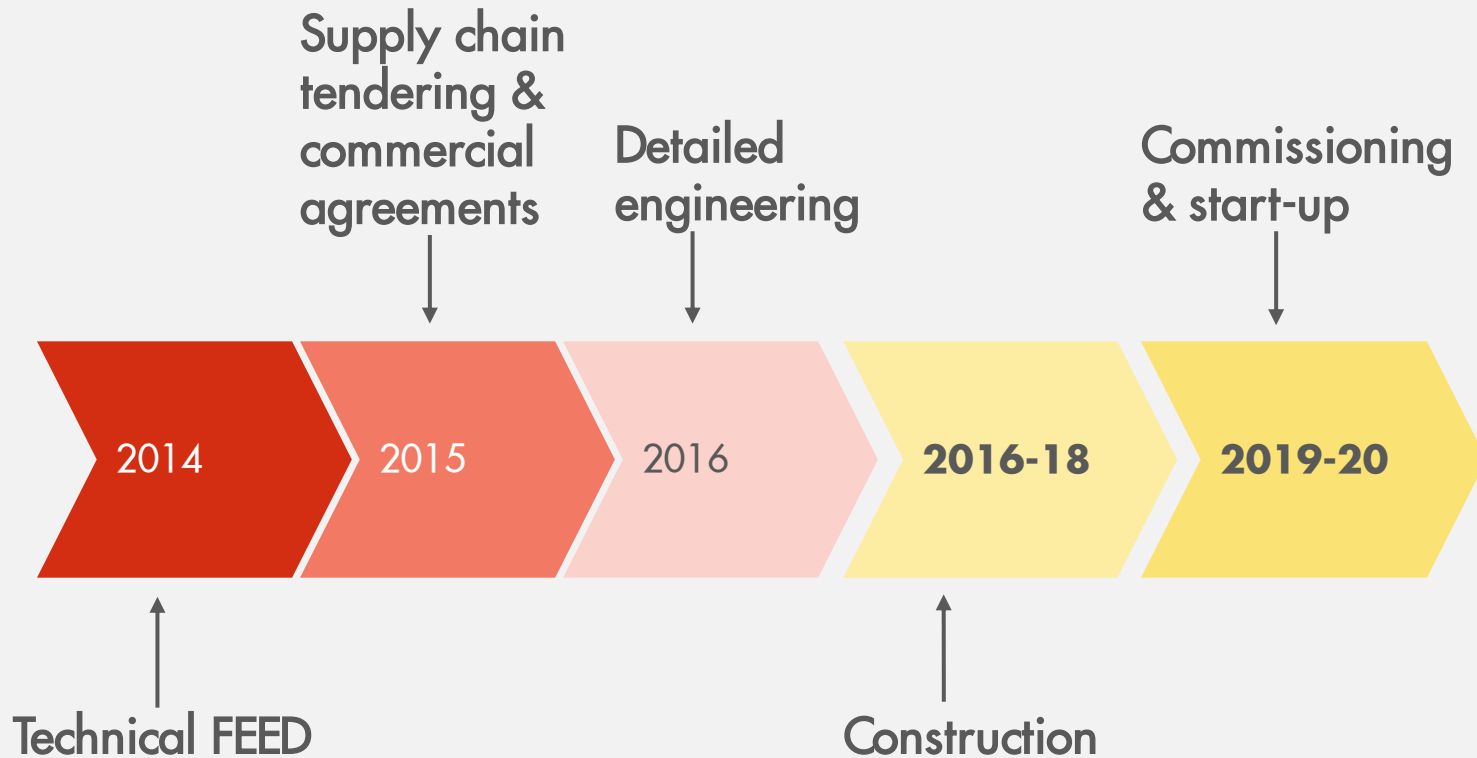 Supply chain
tendering &
commercial
agreements
Detailed
engineering
Commissioning
& start-up
2014
2015
2016
2016-18
2019-20
Technical FEED
Construction